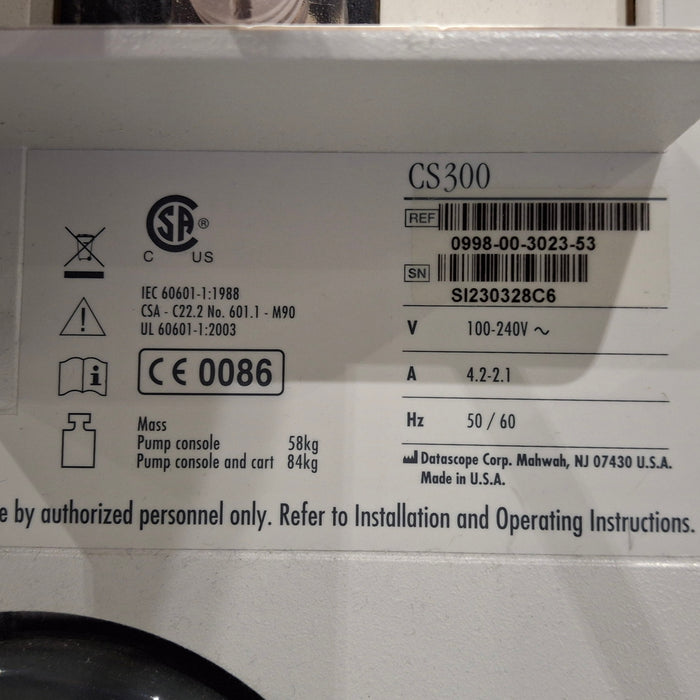 CS300
REF
0998-00-3023-53
SN
SI230328C6
CSA®
C US
IEC 60601-1:1988
CSA - C22.2 No. 601.1 - M90
UL 60601-1:2003
CE 0086
V 100-240V ~
A 4.2-2.1
Hz 50 / 60
Mass
Pump console 58kg
Pump console and cart 84kg
Datascope Corp. Mahwah, NJ 07430 U.S.A.
Made in U.S.A.
e by authorized personnel only. Refer to Installation and Operating Instructions.